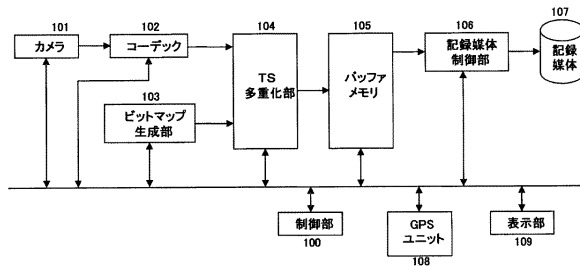 101
カメラ
102
コーデック
103
ビットマップ
生成部
104
TS
多重化部
105
バッファ
メモリ
106
記録媒体
制御部
107
記録
媒体
制御部
100
GPS
ユニット
108
表示部
109